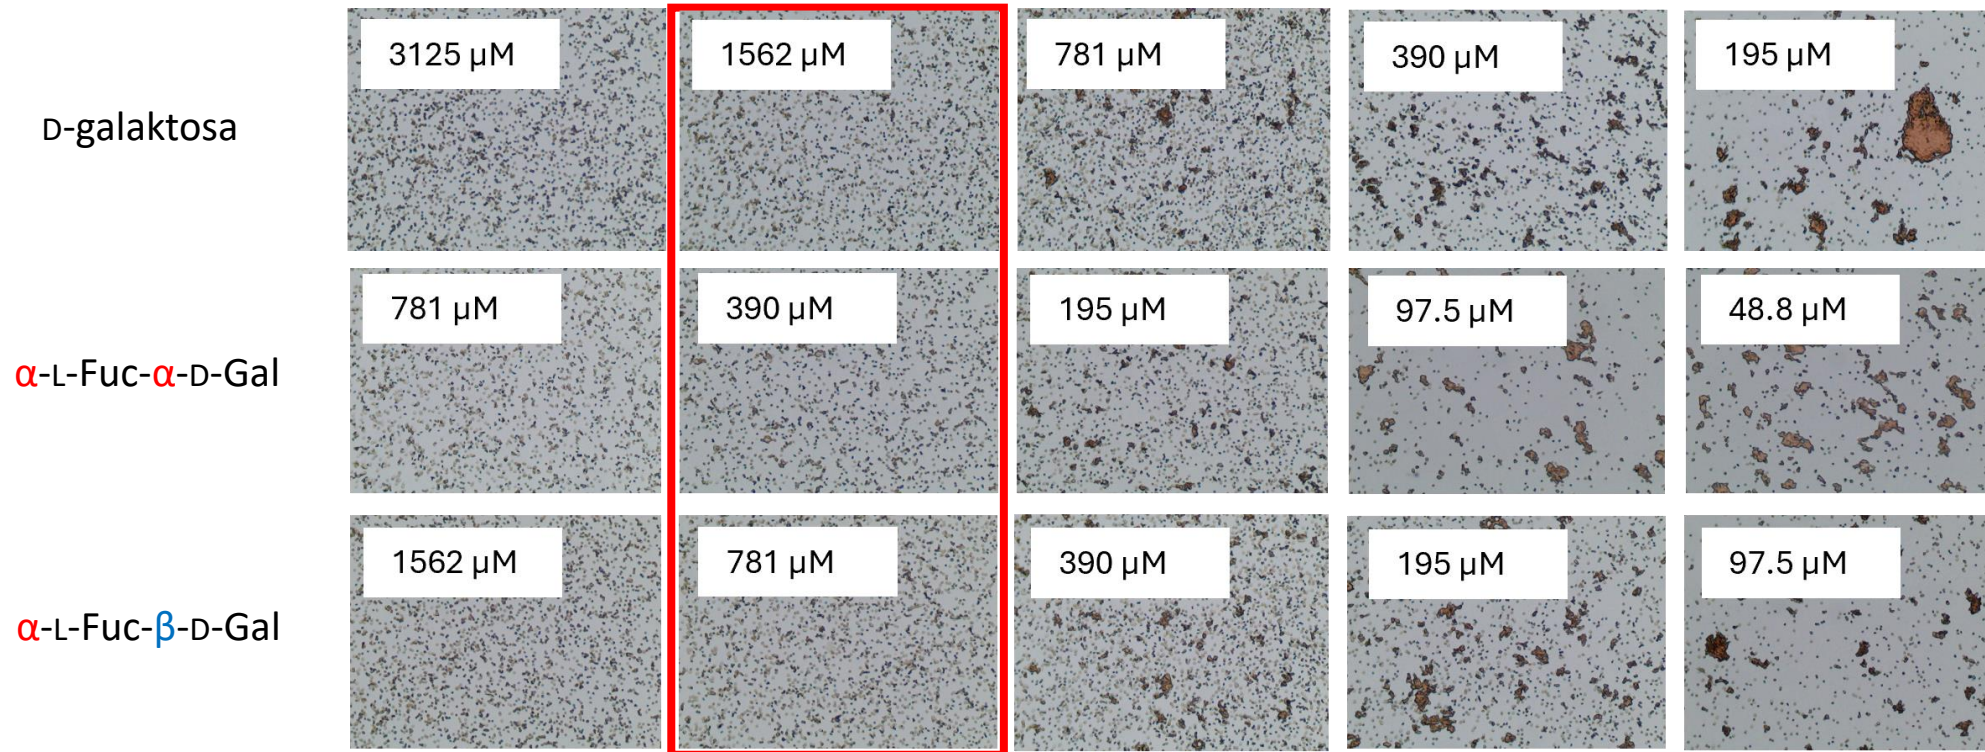 D-galaktosa
3125 µM
1562 µM
781 µM
390 µM
195 µM
α-L-Fuc-α-D-Gal
781 µM
390 µM
195 µM
97.5 µM
48.8 µM
α-L-Fuc-β-D-Gal
1562 µM
781 µM
390 µM
195 µM
97.5 µM